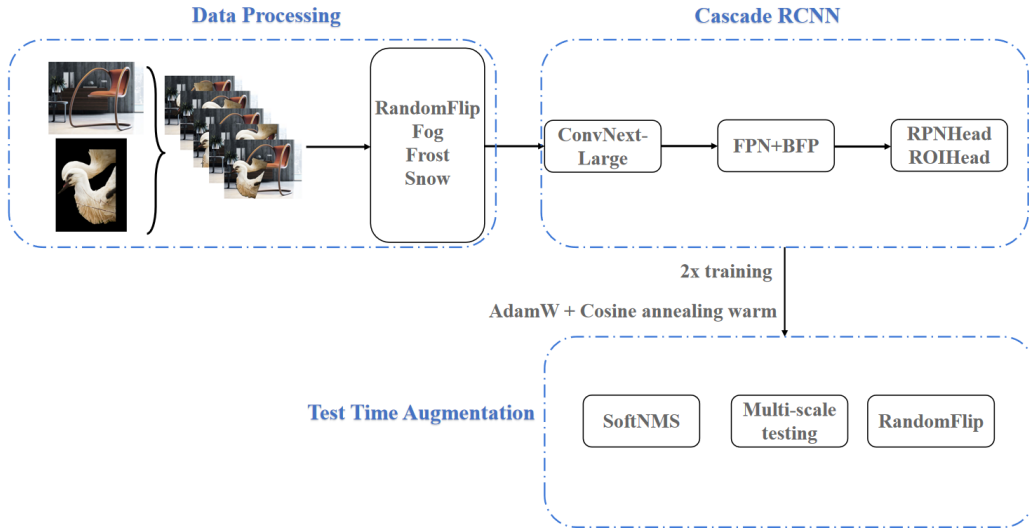 Data Processing
Cascade RCNN
RandomFlip
Fog
Frost
Snow
ConvNext-
Large
FPN+BFP
RPNHead
ROIHead
2x training
AdamW + Cosine annealing warm
Test Time Augmentation
SoftNMS
Multi-scale
testing
RandomFlip